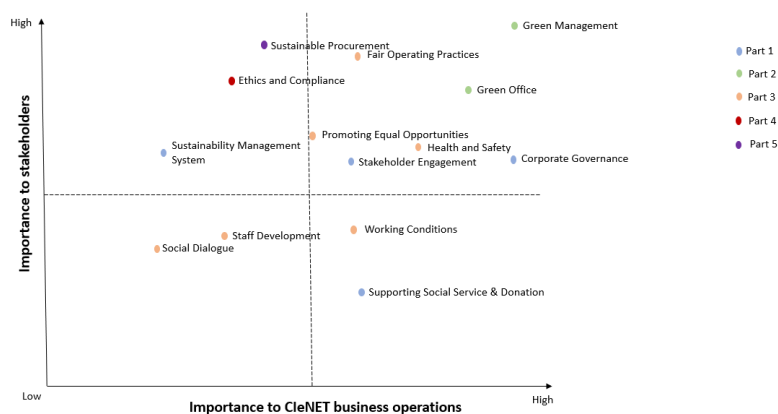 High
Green Management
Sustainable Procurement
Fair Operating Practices
Part 1
Part 2
Part 3
Part 4
Part 5
Ethics and Compliance
Green Office
Importance to stakeholders
Promoting Equal Opportunities
Sustainability Management
System
Health and Safety
Stakeholder Engagement
Corporate Governance
Staff Development
Working Conditions
Social Dialogue
Supporting Social Service & Donation
Low
High
Importance to CleNET business operations